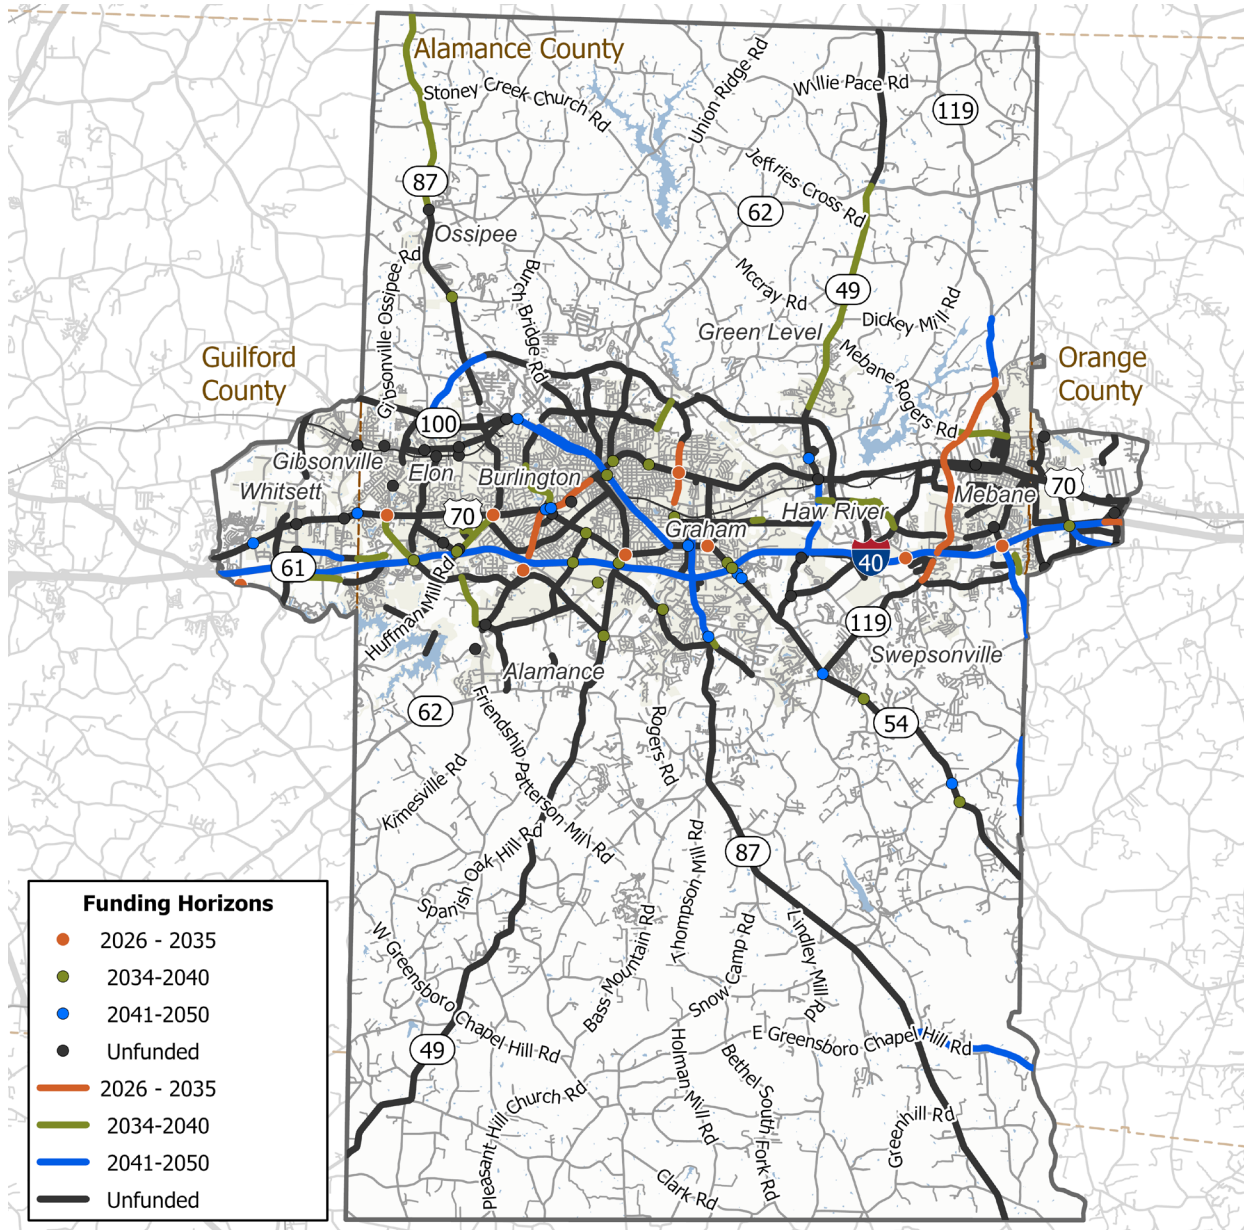 Alamance County
Stoney Creek Church Rd
Union Ridge Rd
Willie Pace Rd
119
Jeffries Cross Rd
87
62
Ossipee
Gibsonville Ossipee Rd
Burch Bridge Rd
Mccray Rd
49
Dickey Mill Rd
Green Level
Mebane Rogers Rd
Guilford
County
Orange
County
100
Gibsonville
Elon
Burlington
Whitsett
70
Graham
Haw River
Mebane
70
61
40
Huffman Mill Rd
119
Swepsonville
Alamance
62
54
Friendship Patterson Mill Rd
Rogers Rd
Kimesville Rd
Spanish Oak Hill Rd
Thompson Mill Rd
87
W Greensboro Chapel Hill Rd
Bass Mountain Rd
Snow Camp Rd
Lindley Mill Rd
E Greensboro Chapel Hill Rd
49
Holman Mill Rd
Bethel South Fork Rd
Greenhill Rd
Pleasant Hill Church Rd
Clark Rd
Funding Horizons
2026 - 2035
2034-2040
2041-2050
Unfunded
2026 - 2035
2034-2040
2041-2050
Unfunded